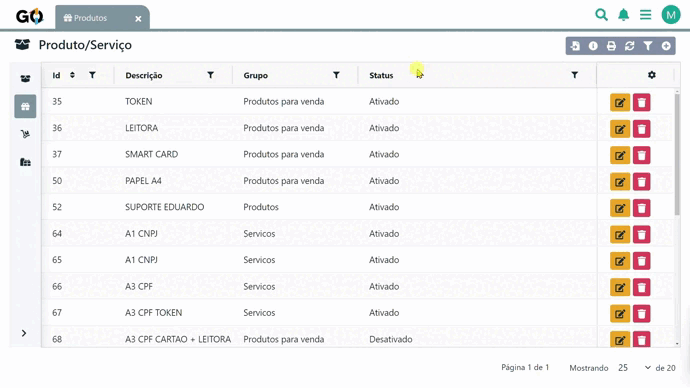 GO
Produtos
M
Produto/Serviço
Id Descrição Grupo Status
35 TOKEN Produtos para venda Ativado
36 LEITORA Produtos para venda Ativado
37 SMART CARD Produtos para venda Ativado
50 PAPEL A4 Produtos para venda Ativado
52 SUPORTE EDUARDO Produtos Ativado
64 A1 CNPJ Servicos Ativado
65 A1 CNPJ Servicos Ativado
66 A3 CPF Servicos Ativado
67 A3 CPF TOKEN Servicos Ativado
68 A3 CPF CARTAO + LEITORA Produtos para venda Desativado
Página 1 de 1 Mostrando 25 de 20